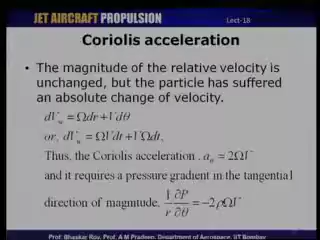 JET AIRCRAFT PROPULSION
Lect-18
Coriolis acceleration
• The magnitude of the relative velocity is
unchanged, but the particle has suffered
an absolute change of velocity.
dV_w = Ωdr + Vdθ
or, dV_w = ΩVdt + VΩdt,
Thus, the Coriolis acceleration, a_θ = 2ΩV
and it requires a pressure gradient in the tangential
direction of magnitude, 1/r ∂P/∂θ = −2ρΩV
Prof. Bhaskar Roy, Prof. A M Pradeep, Department of Aerospace, IIT Bombay